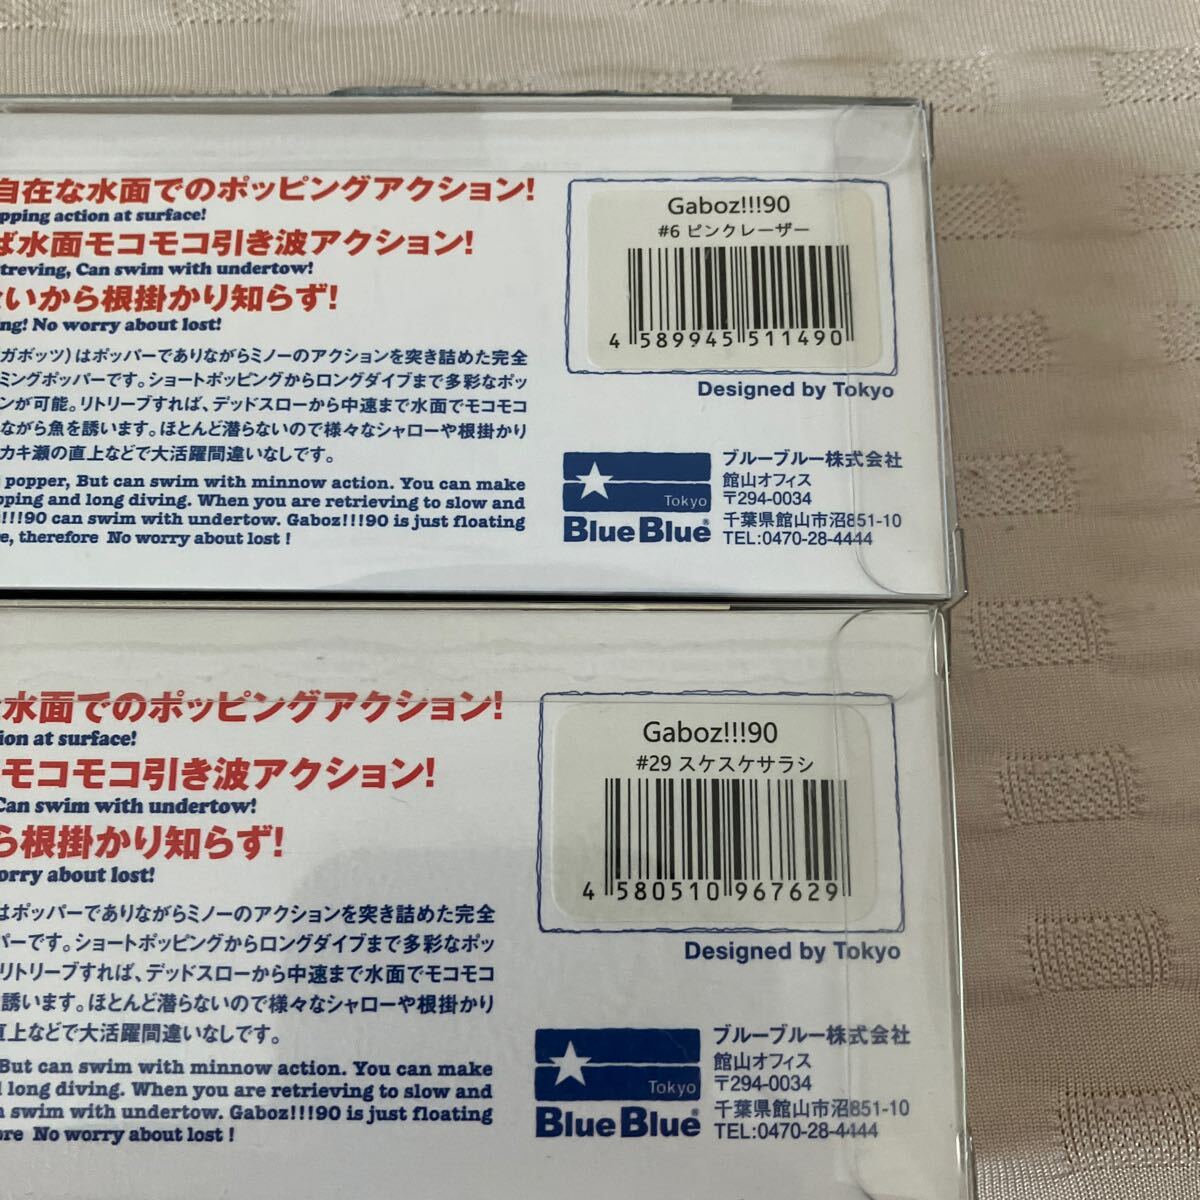 自在な水面でのポッピングアクション!
pping action at surface!
水面モコモコ引き波アクション!
treving, Can swim with undertow!
いから根掛かり知らず!
ng! No worry about lost!
ガボッツ)はポッパーでありながらミノーのアクションを突き詰めた完全
ミングポッパーです。ショートポッピングからロングダイブまで多彩なポッ
ンが可能。リトリーブすれば、デッドスローから中速まで水面でモコモコ
ながら魚を誘います。ほとんど潜らないので様々なシャローや根掛かり
カキ瀬の直上などで大活躍間違いなしです。
popper, But can swim with minnow action. You can make
pping and long diving. When you are retrieving to slow and
!!!90 can swim with undertow. Gaboz!!!90 is just floating
e, therefore No worry about lost !
Gaboz!!!90
#6 ピンクレーザー
4 589945 511490
Designed by Tokyo
Tokyo
BlueBlue®
ブルーブルー株式会社
館山オフィス
〒294-0034
千葉県館山市沼851-10
TEL:0470-28-4444
水面でのポッピングアクション!
ion at surface!
モコモコ引き波アクション!
Can swim with undertow!
ら根掛かり知らず!
orry about lost!
はポッパーでありながらミノーのアクションを突き詰めた完全
パーです。ショートポッピングからロングダイブまで多彩なポッ
リトリーブすれば、デッドスローから中速まで水面でモコモコ
誘います。ほとんど潜らないので様々なシャローや根掛かり
直上などで大活躍間違いなしです。
But can swim with minnow action. You can make
l long diving. When you are retrieving to slow and
n swim with undertow. Gaboz!!!90 is just floating
ore No worry about lost !
Gaboz!!!90
#29 スケスケサラシ
4 580510 967629
Designed by Tokyo
Tokyo
BlueBlue®
ブルーブルー株式会社
館山オフィス
〒294-0034
千葉県館山市沼851-10
TEL:0470-28-4444